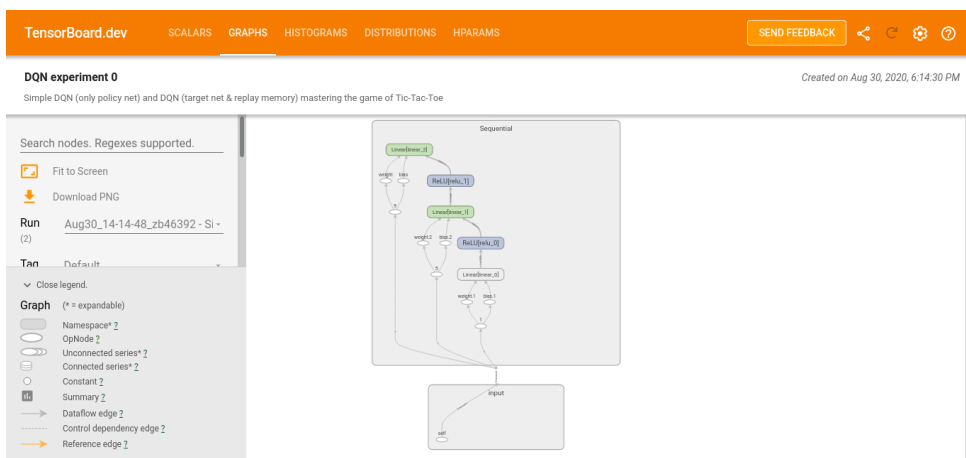 TensorBoard.dev SCALARS GRAPHS HISTOGRAMS DISTRIBUTIONS HPARAMS SEND FEEDBACK
DQN experiment 0 Created on Aug 30, 2020, 6:14:30 PM
Simple DQN (only policy net) and DQN (target net & replay memory) mastering the game of Tic-Tac-Toe
Search nodes. Regexes supported.
Fit to Screen
Download PNG
Run Aug30_14-14-48_zb46392 - Si
(2)
Tag Default
Close legend.
Graph (* = expandable)
Namespace* ?
OpNode ?
Unconnected series* ?
Connected series* ?
Constant ?
Summary ?
Dataflow edge ?
Control dependency edge ?
Reference edge ?
Sequential
Linear[linear_2]
weight bias
ReLU[relu_1]
Linear[linear_1]
weight.2 bias.2
ReLU[relu_0]
Linear[linear_0]
weight.1 bias.1
input
self